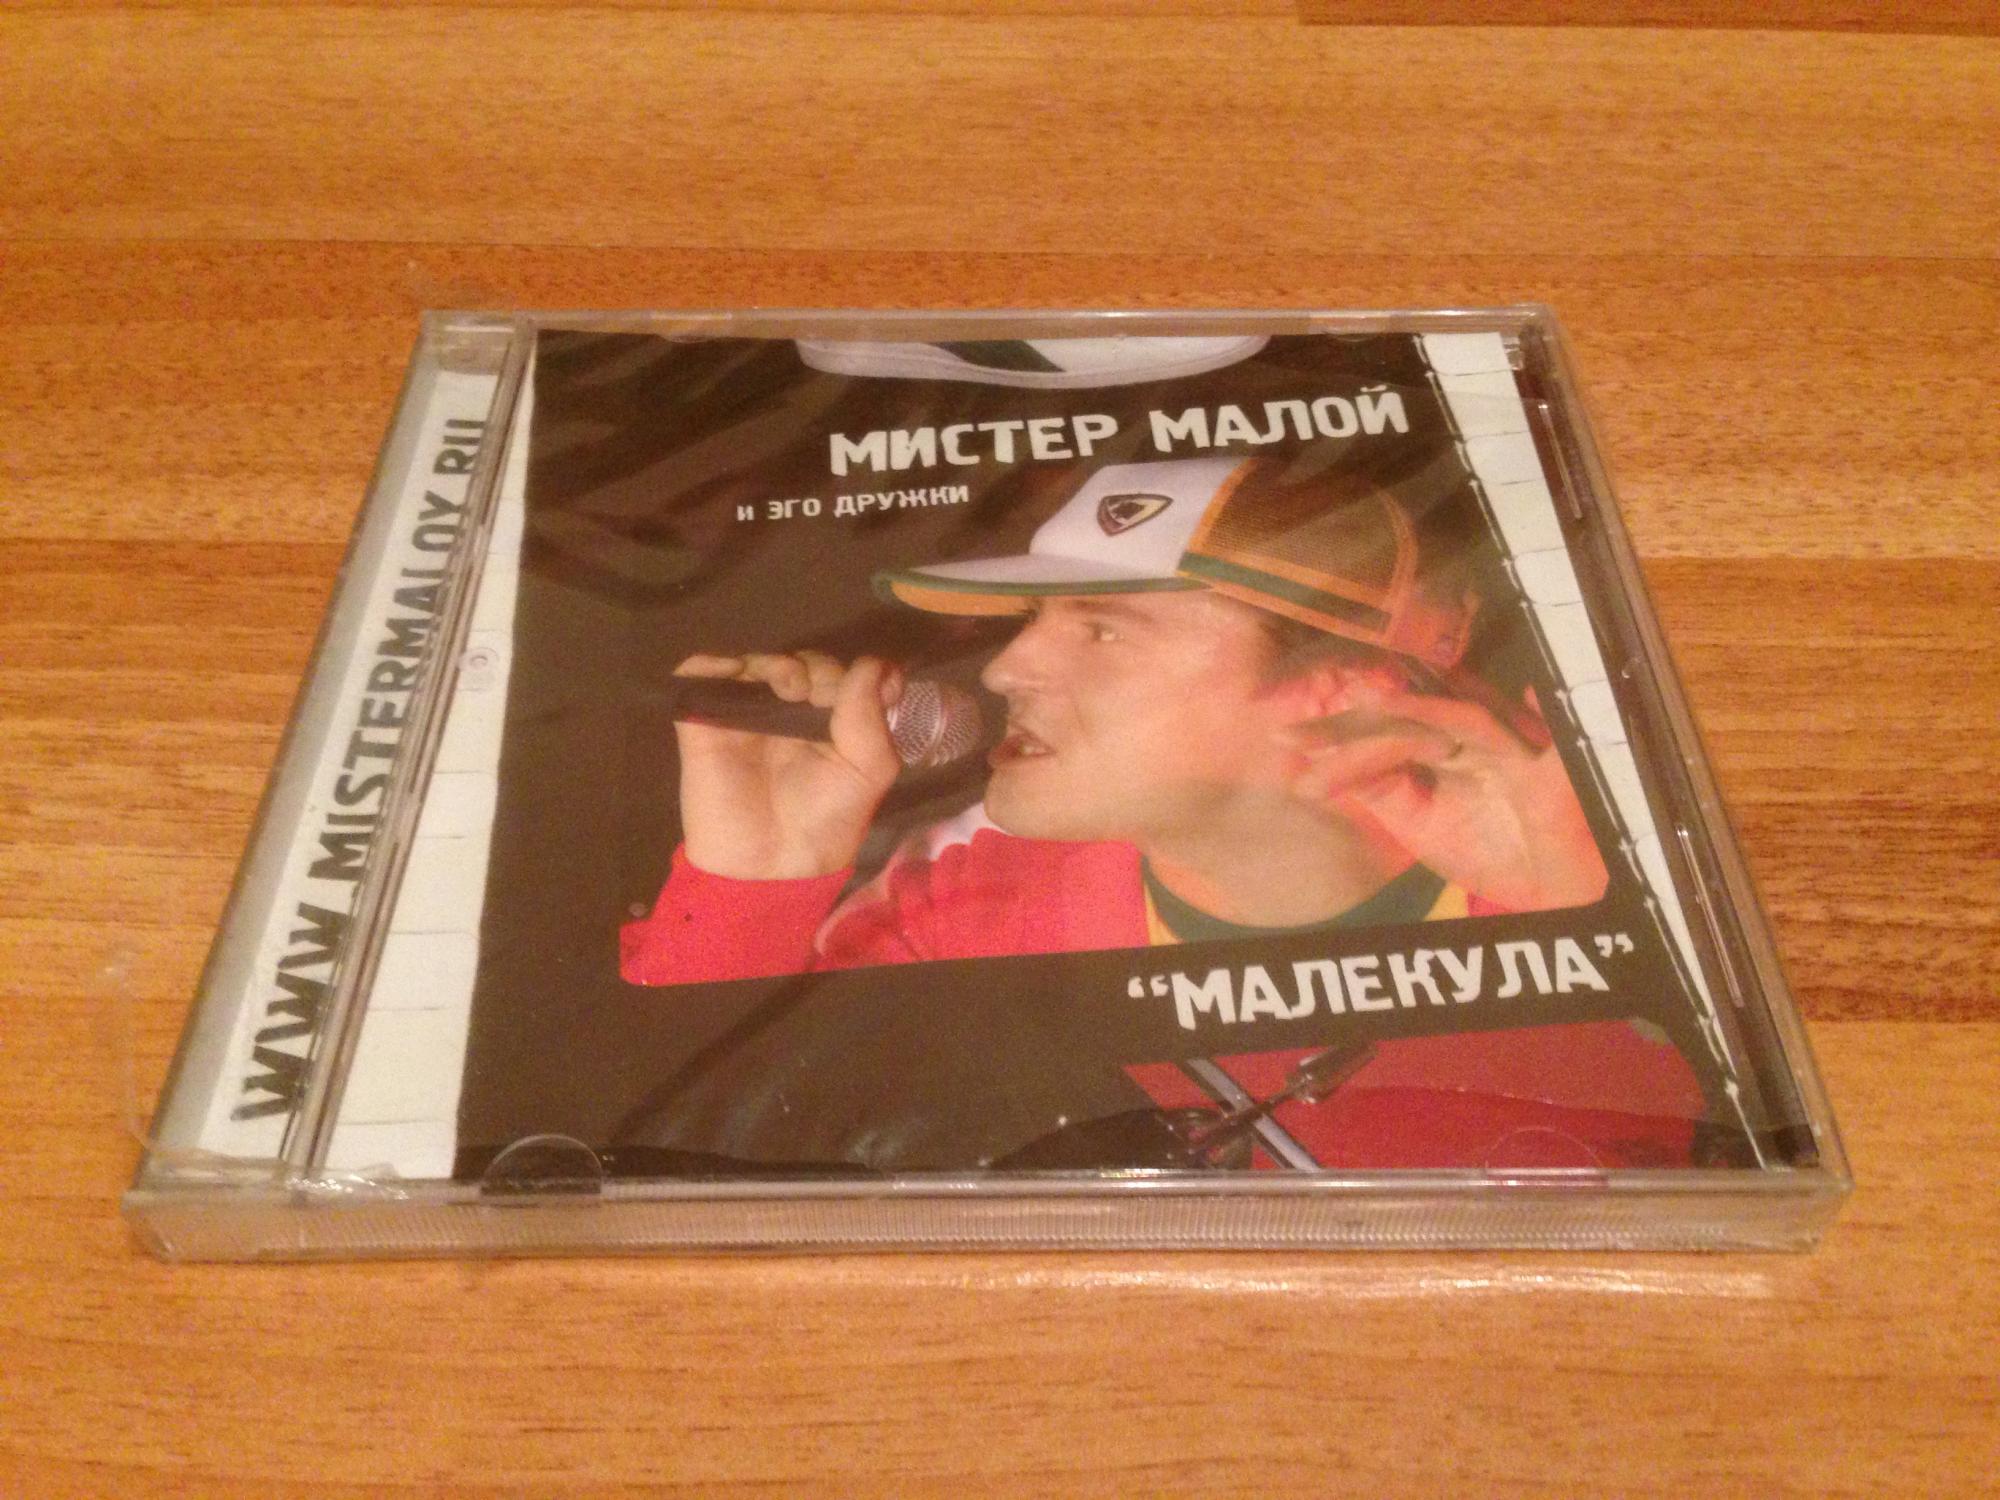 WWW.MISTERMALOY.RU
МИСТЕР МАЛОЙ
И ЭГО ДРУЖКИ
“МАЛЕКУЛА”